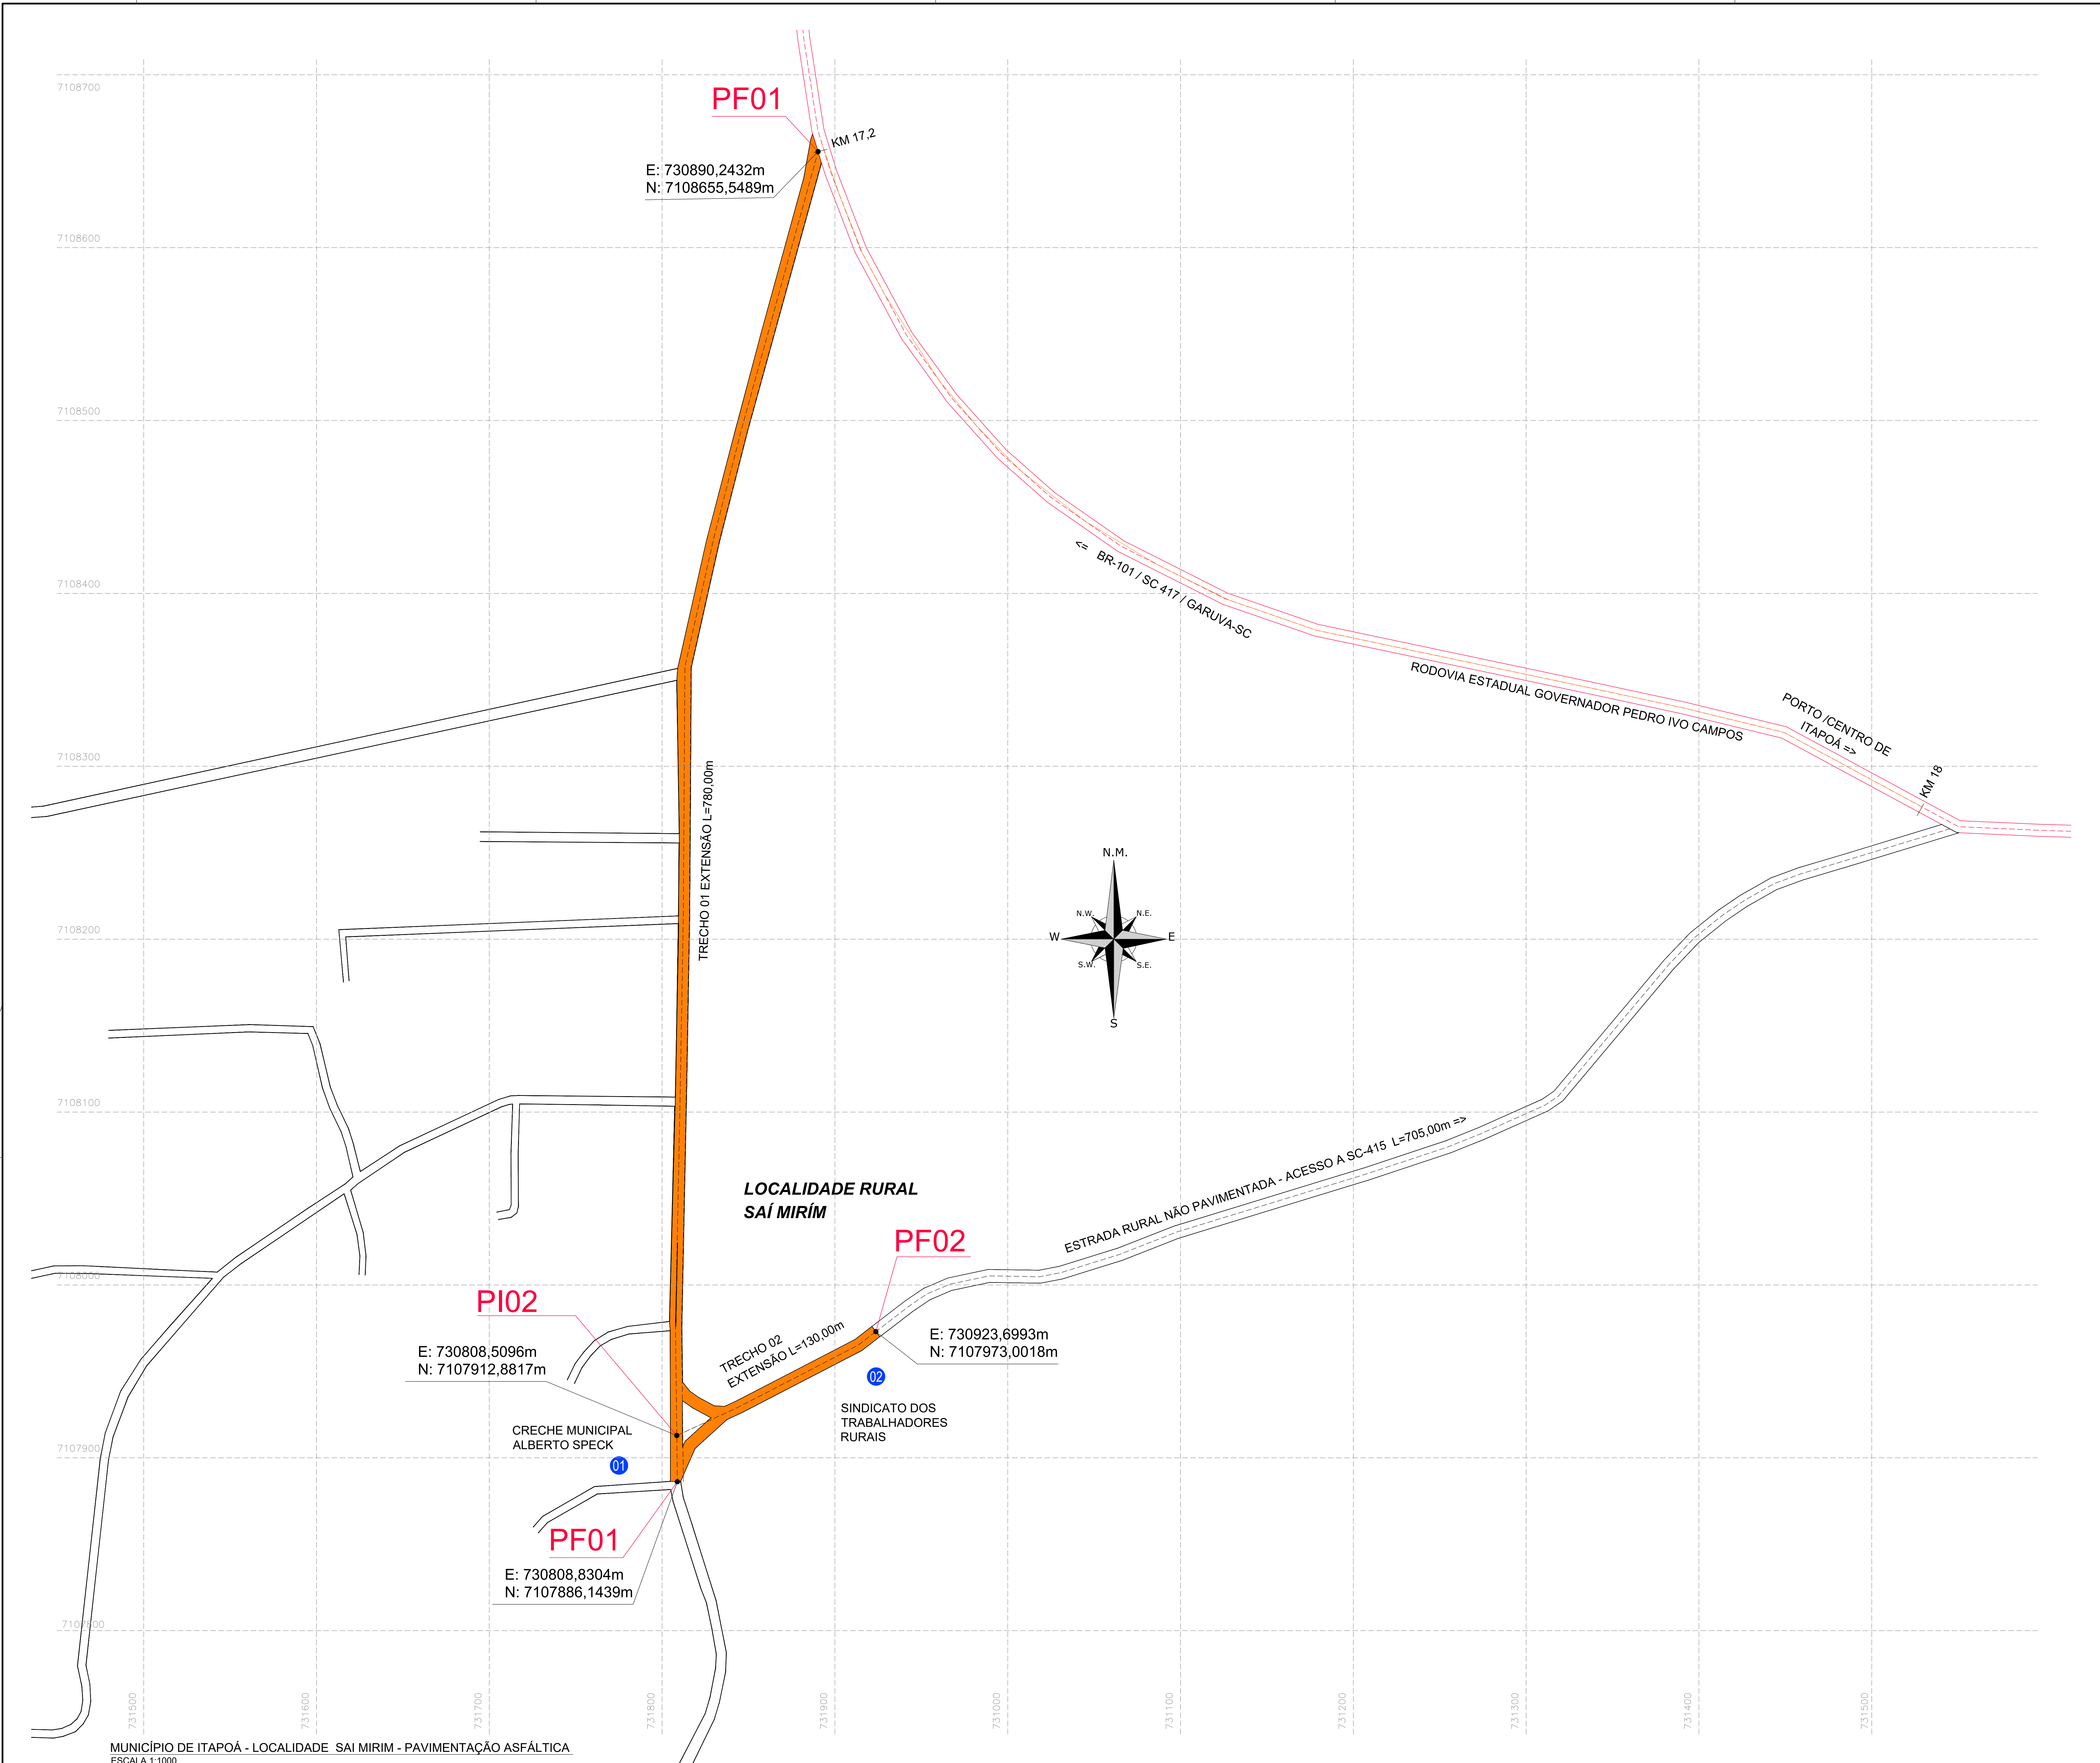 7108700
PF01
KM 17,2
E: 730890,2432m
N: 7108655,5489m
7108600
7108500
7108400
<= BR-101 / SC 417 / GARUVA-SC
RODOVIA ESTADUAL GOVERNADOR PEDRO IVO CAMPOS
PORTO /CENTRO DE
ITAPOÁ =>
KM 18
7108300
TRECHO 01 EXTENSÃO L=780,00m
N.M.
N.W.
N.E.
W
E
S.W.
S.E.
S
7108200
7108100
ESTRADA RURAL NÃO PAVIMENTADA - ACESSO A SC-415 L=705,00m =>
LOCALIDADE RURAL
SAÍ MIRÍM
PF02
7108000
PI02
E: 730808,5096m
N: 7107912,8817m
TRECHO 02
EXTENSÃO L=130,00m
E: 730923,6993m
N: 7107973,0018m
02
SINDICATO DOS
TRABALHADORES
RURAIS
CRECHE MUNICIPAL
ALBERTO SPECK
01
7107900
PF01
E: 730808,8304m
N: 7107886,1439m
7107800
731500
731600
731700
731800
731900
731000
731100
731200
731300
731400
731500
MUNICÍPIO DE ITAPOÁ - LOCALIDADE SAI MIRIM - PAVIMENTAÇÃO ASFÁLTICA
ESCALA 1:1000